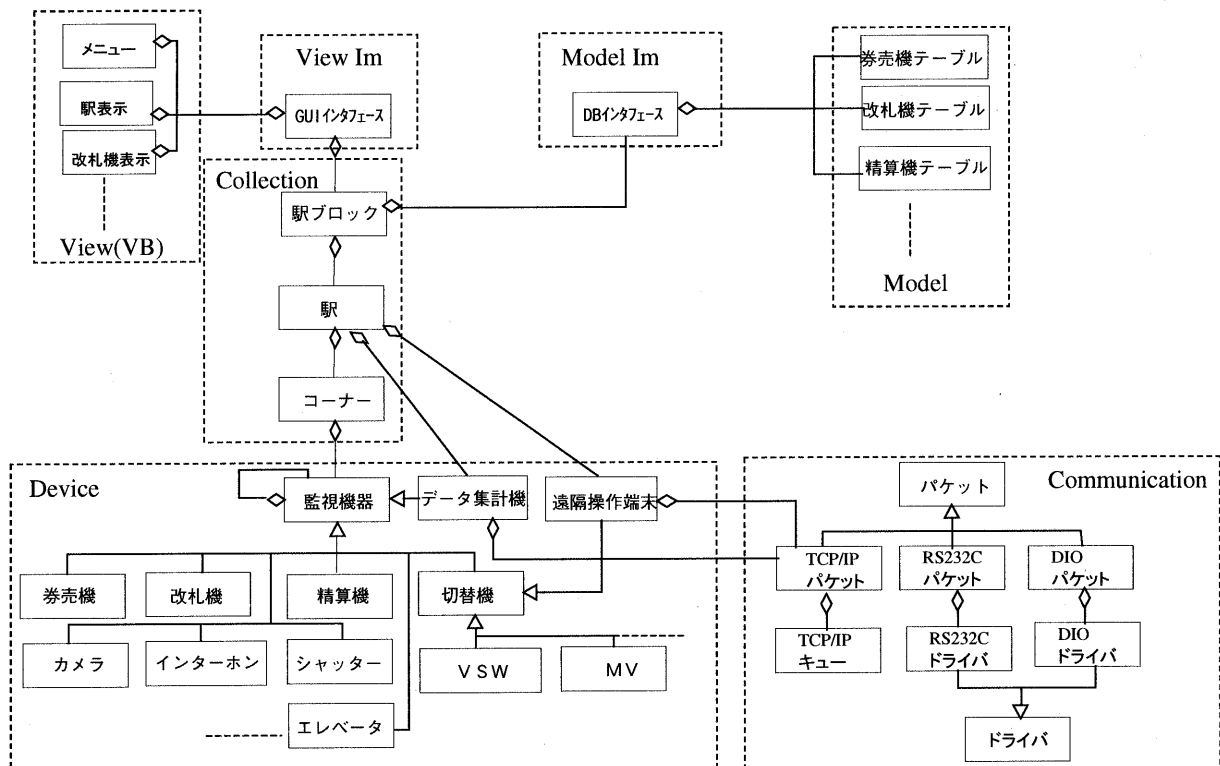 メニュー
駅表示
改札機表示
View(VB)
View Im
GUIインタフェース
Model Im
DBインタフェース
券売機テーブル
改札機テーブル
精算機テーブル
Model
Collection
駅ブロック
駅
コーナー
Device
監視機器
データ集計機
遠隔操作端末
券売機
改札機
精算機
切替機
カメラ
インターホン
シャッター
VSW
MV
エレベータ
Communication
パケット
TCP/IP
パケット
RS232C
パケット
DIO
パケット
TCP/IP
キュー
RS232C
ドライバ
DIO
ドライバ
ドライバ